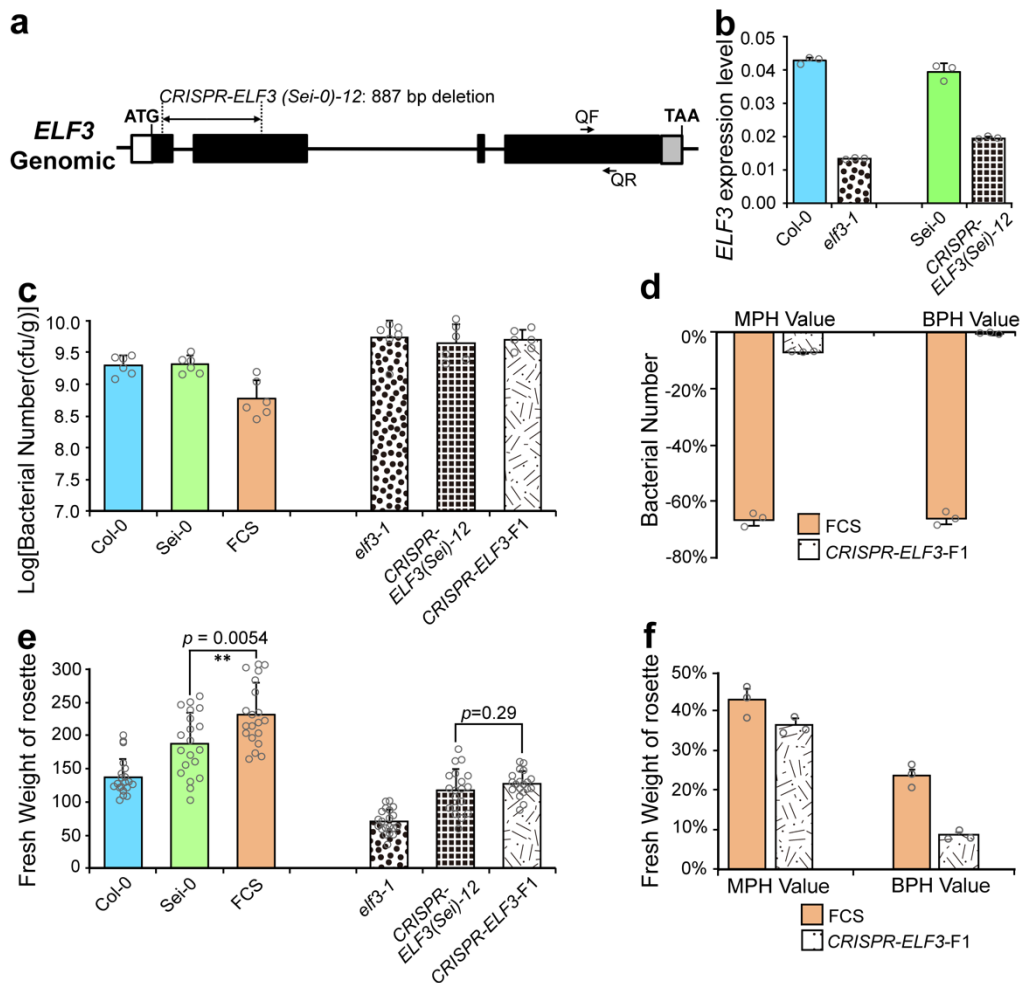 a
CRISPR-ELF3 (Sei-0)-12: 887 bp deletion
ATG
QF
TAA
ELF3
Genomic
QR
b
ELF3 expression level
0.05
0.04
0.03
0.02
0.01
0.00
Col-0
elf3-1
Sei-0
CRISPR-
ELF3(Sei)-12
c
Log[Bacterial Number(cfu/g)]
10.0
9.5
9.0
8.5
8.0
7.5
7.0
Col-0
Sei-0
FCS
elf3-1
CRISPR-
ELF3(Sei)-12
CRISPR-ELF3-F1
d
MPH Value
BPH Value
Bacterial Number
0%
-20%
-40%
-60%
-80%
FCS
CRISPR-ELF3-F1
e
Fresh Weight of rosette
p = 0.0054
**
p=0.29
300
250
200
150
100
50
0
Col-0
Sei-0
FCS
elf3-1
CRISPR-
ELF3(Sei)-12
CRISPR-ELF3-F1
f
Fresh Weight of rosette
50%
40%
30%
20%
10%
0%
MPH Value
BPH Value
FCS
CRISPR-ELF3-F1